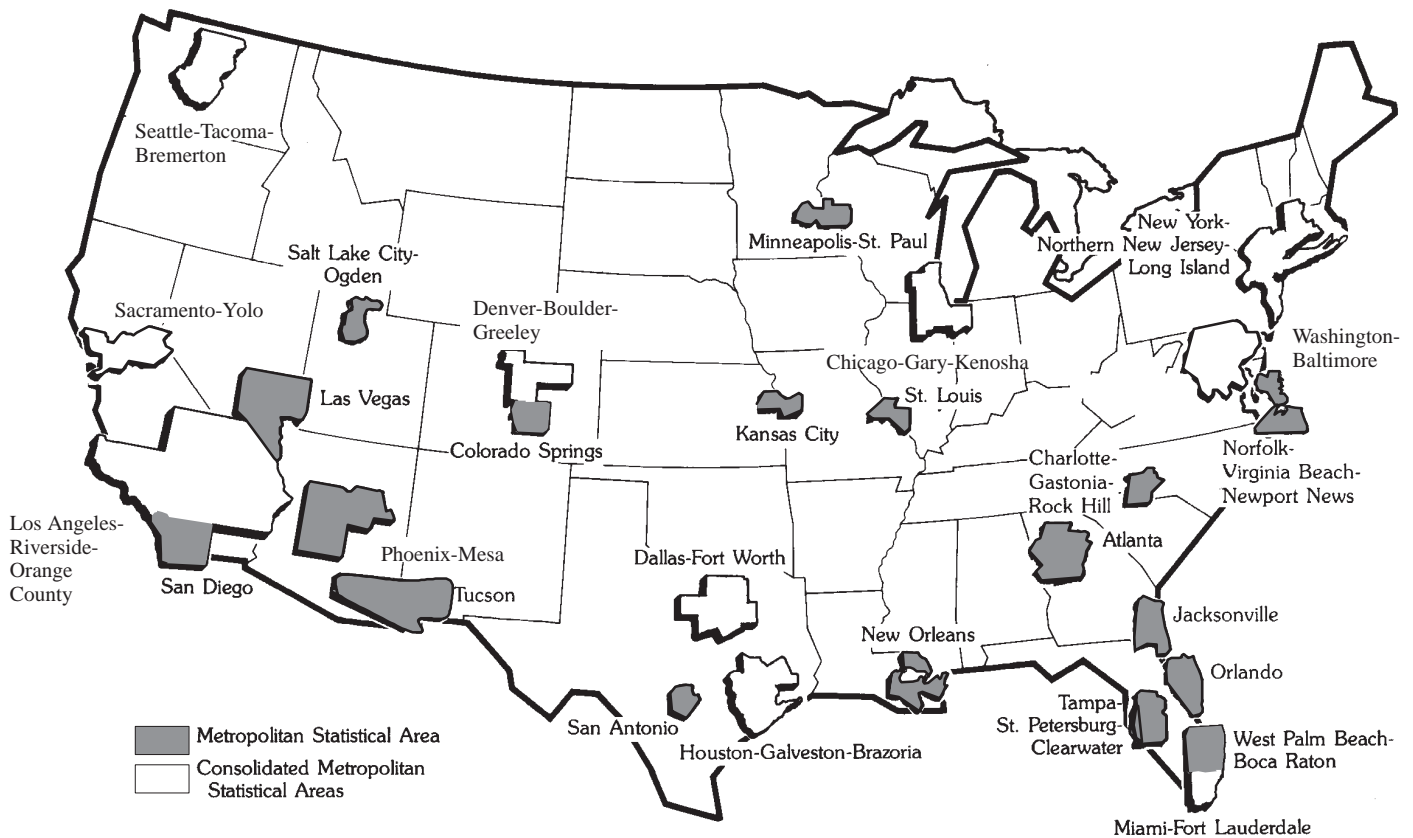 Seattle-Tacoma-
Bremerton
Salt Lake City-
Ogden
Sacramento-Yolo
Denver-Boulder-
Greeley
Las Vegas
Colorado Springs
Minneapolis-St. Paul
New York-
Northern New Jersey-
Long Island
Washington-
Baltimore
Chicago-Gary-Kenosha
St. Louis
Kansas City
Norfolk-
Virginia Beach-
Newport News
Charlotte-
Gastonia-
Rock Hill
Atlanta
Los Angeles-
Riverside-
Orange
County
San Diego
Phoenix-Mesa
Tucson
Dallas-Fort Worth
New Orleans
Jacksonville
Orlando
Tampa-
St. Petersburg-
Clearwater
San Antonio
Houston-Galveston-Brazoria
West Palm Beach-
Boca Raton
Miami-Fort Lauderdale
Metropolitan Statistical Area
Consolidated Metropolitan
Statistical Areas